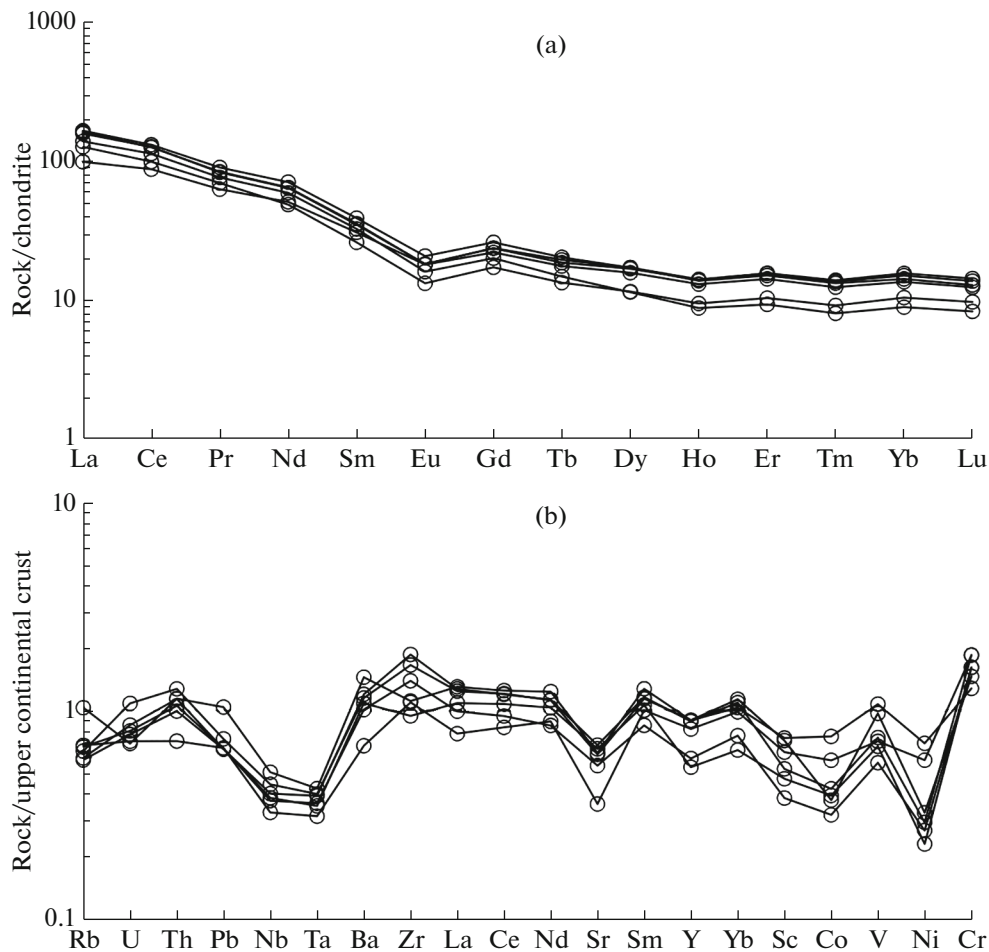 1000
(a)
100
10
1
Rock/chondrite
La Ce Pr Nd Sm Eu Gd Tb Dy Ho Er Tm Yb Lu
10
(b)
1
0.1
Rock/upper continental crust
Rb U Th Pb Nb Ta Ba Zr La Ce Nd Sr Sm Y Yb Sc Co V Ni Cr